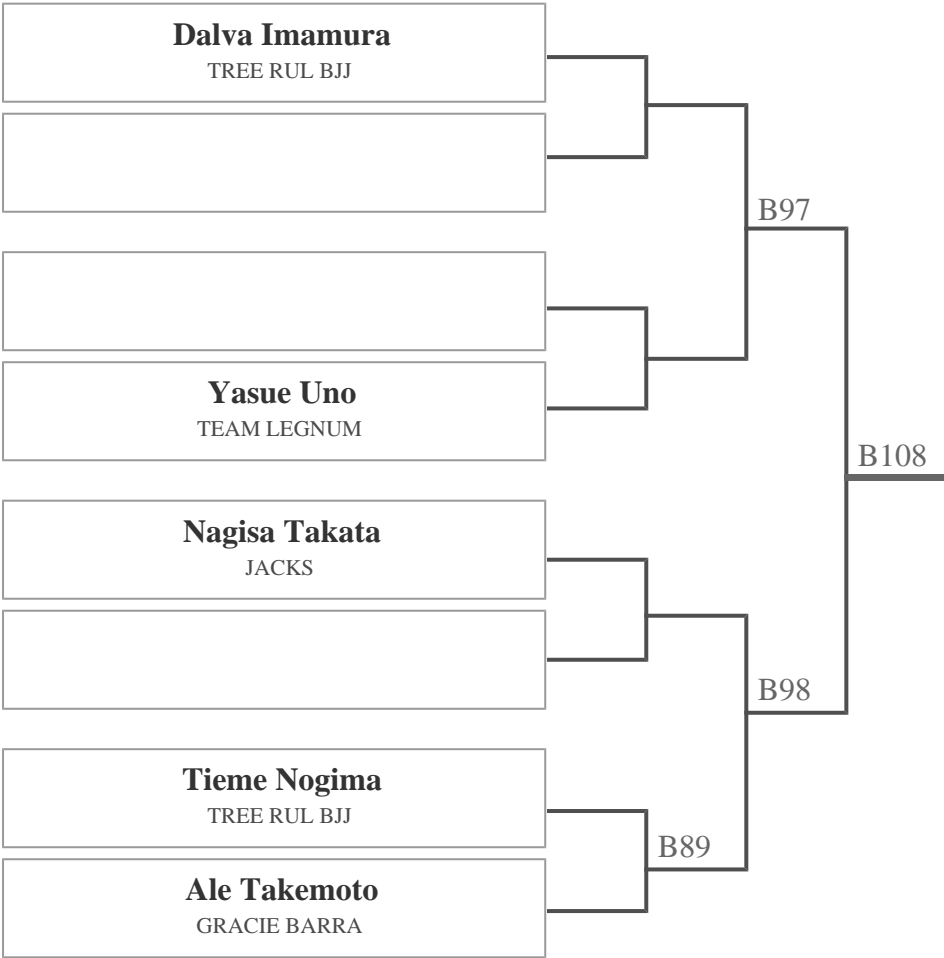 Dalva Imamura
TREE RUL BJJ
B97
Yasue Uno
TEAM LEGNUM
B108
Nagisa Takata
JACKS
B98
Tieme Nogima
TREE RUL BJJ
B89
Ale Takemoto
GRACIE BARRA